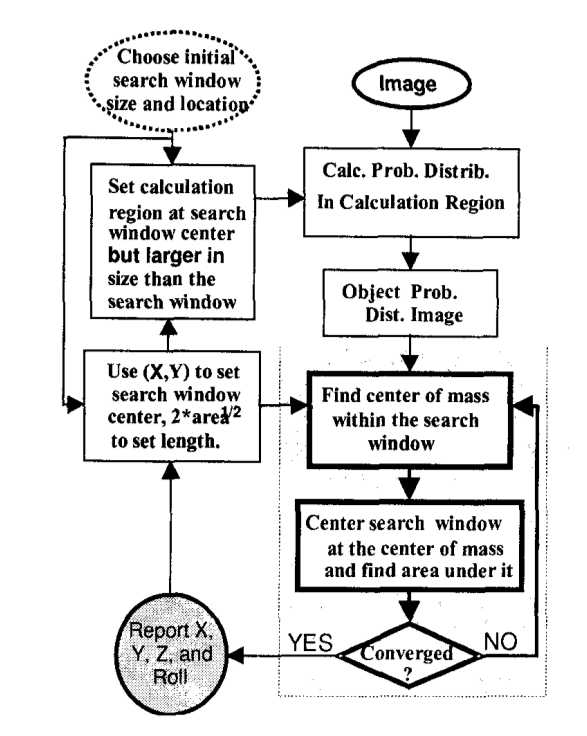 Choose initial
search window
size and location
Image
Set calculation
region at search
window center
but larger in
size than the
search window
Calc. Prob. Distrib.
In Calculation Region
Object Prob.
Dist. Image
Use (X,Y) to set
search window
center, 2*area^1/2
to set length.
Find center of mass
within the search
window
Center search window
at the center of mass
and find area under it
Report X,
Y, Z, and
Roll
YES
Converged
?
NO